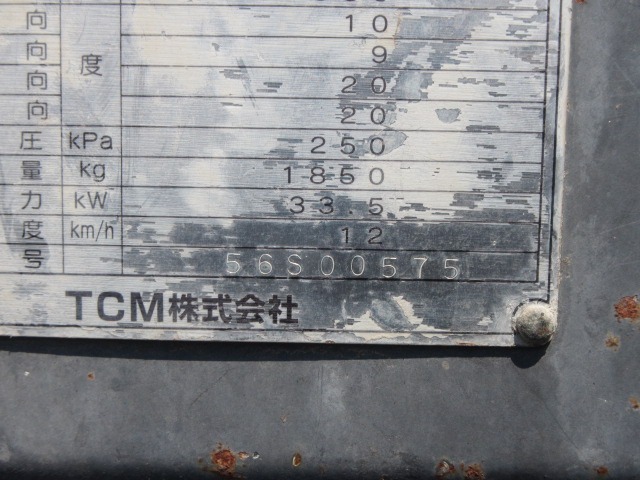 向 10
向 度 9
向 20
向 20
圧 kPa 250
量 kg 1850
力 kW 33.5
度 km/h 12
号 56S00575
TCM株式会社